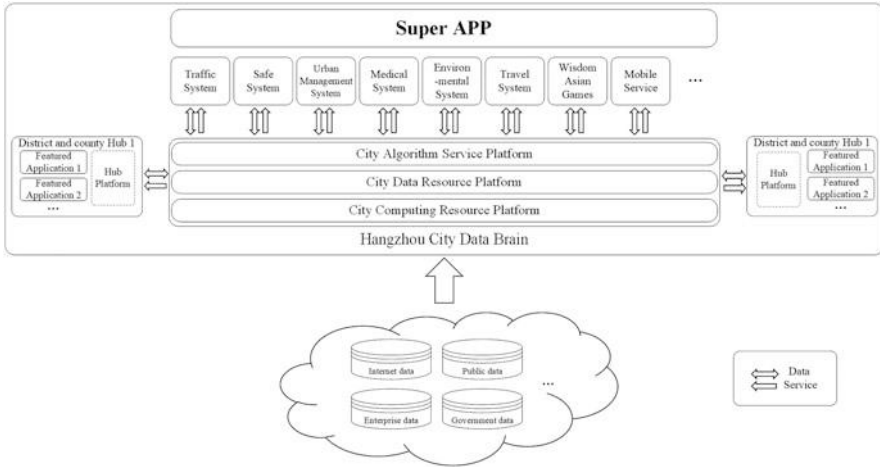 Super APP
Traffic
System
Safe
System
Urban
Management
System
Medical
System
Environ
-mental
System
Travel
System
Wisdom
Asian
Games
Mobile
Service
...
District and county Hub 1
Featured
Application 1
Featured
Application 2
...
Hub
Platform
City Algorithm Service Platform
City Data Resource Platform
City Computing Resource Platform
Hangzhou City Data Brain
District and county Hub 1
Hub
Platform
Featured
Application 1
Featured
Application 2
...
Internet data
Public data
...
Enterprise data
Government data
Data
Service